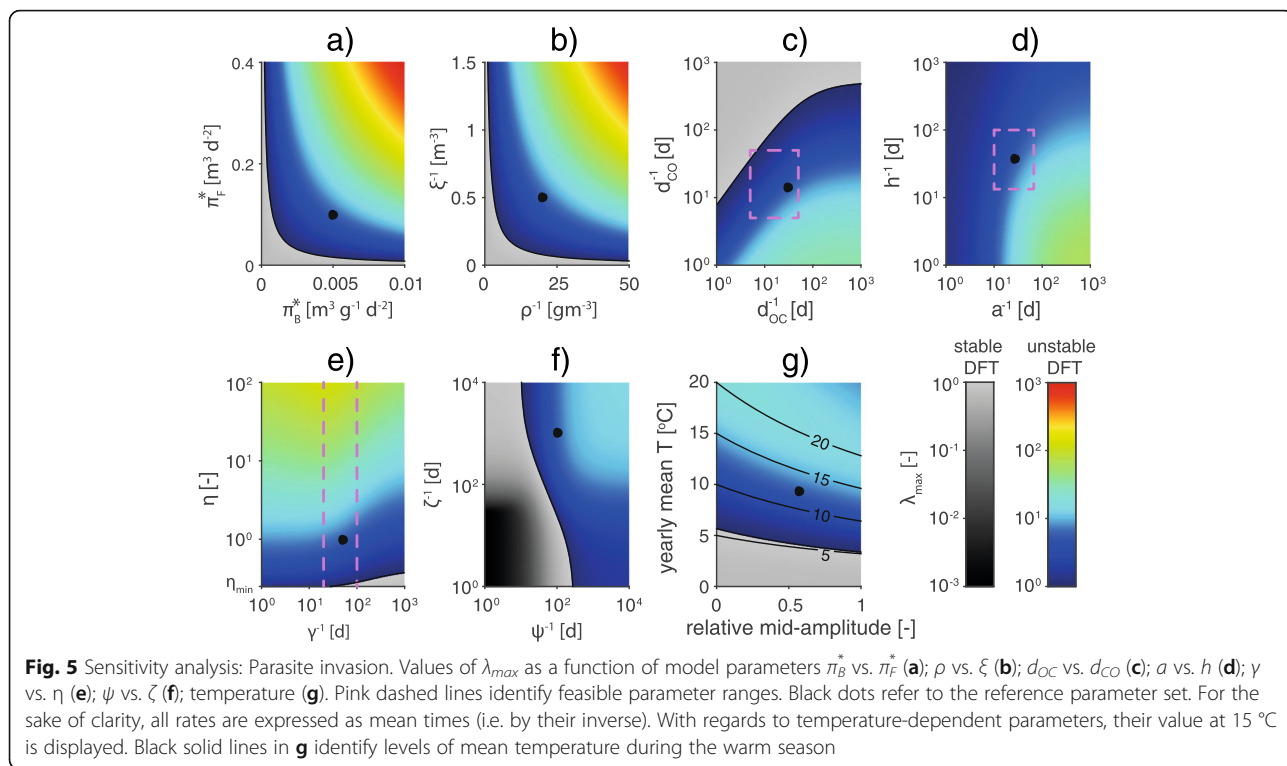 a)
b)
c)
d)
0.4
0.2
0
π*F [m³ d⁻²]
0
0.005
0.01
π*B [m³ g⁻¹ d⁻²]
1.5
1
0.5
0
ξ⁻¹ [m⁻³]
0
25
50
ρ⁻¹ [gm⁻³]
10³
10²
10¹
10⁰
d⁻¹CO [d]
10⁰
10¹
10²
10³
d⁻¹OC [d]
10³
10²
10¹
10⁰
h⁻¹ [d]
10⁰
10¹
10²
10³
a⁻¹ [d]
e)
f)
g)
10²
10¹
10⁰
ηmin
η [-]
10⁰
10¹
10²
10³
γ⁻¹ [d]
10⁴
10²
10⁰
ζ⁻¹ [d]
10⁰
10²
10⁴
ψ⁻¹ [d]
20
15
10
5
0
yearly mean T [°C]
20
15
10
5
0
0.5
1
relative mid-amplitude [-]
stable DFT
unstable DFT
10⁰
10⁻¹
10⁻²
10⁻³
λmax [-]
10³
10²
10¹
10⁰
Fig. 5 Sensitivity analysis: Parasite invasion. Values of λmax as a function of model parameters π*B vs. π*F (a); ρ vs. ξ (b); dOC vs. dCO (c); a vs. h (d); γ
vs. η (e); ψ vs. ζ (f); temperature (g). Pink dashed lines identify feasible parameter ranges. Black dots refer to the reference parameter set. For the
sake of clarity, all rates are expressed as mean times (i.e. by their inverse). With regards to temperature-dependent parameters, their value at 15 °C
is displayed. Black solid lines in g identify levels of mean temperature during the warm season